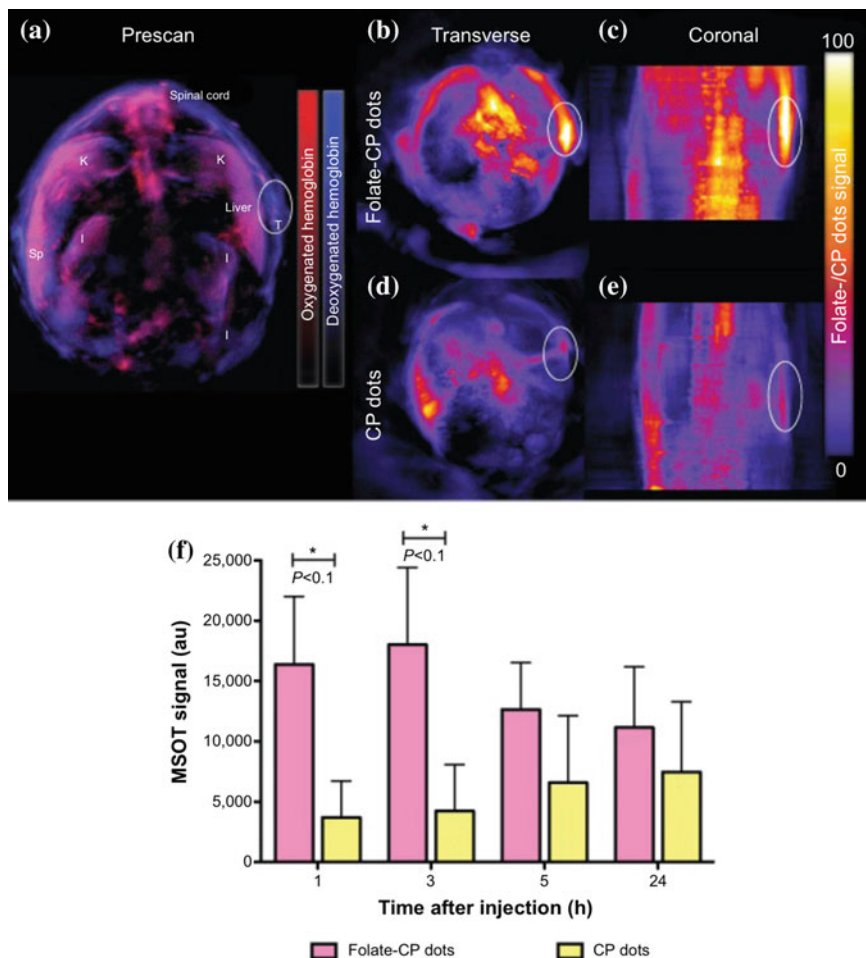 (a)
Prescan
Spinal cord
K
K
Liver
T
Sp
I
I
I
Oxygenated hemoglobin
Deoxygenated hemoglobin
(b)
Transverse
(c)
Coronal
Folate-CP dots
(d)
(e)
CP dots
100
Folate-/CP dots signal
0
(f)
*
P<0.1
*
P<0.1
MSOT signal (au)
25,000
20,000
15,000
10,000
5,000
0
1
3
5
24
Time after injection (h)
Folate-CP dots
CP dots